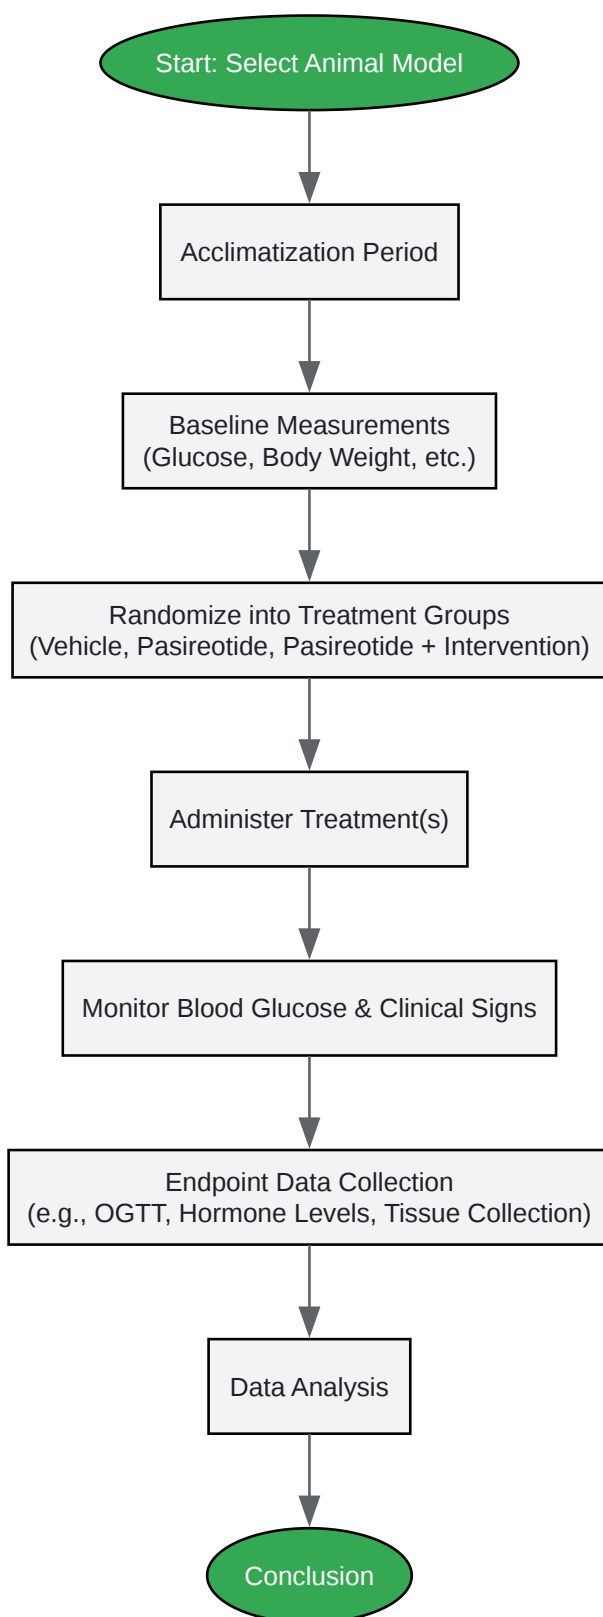 Start: Select Animal Model
Acclimatization Period
Baseline Measurements
(Glucose, Body Weight, etc.)
Randomize into Treatment Groups
(Vehicle, Pasireotide, Pasireotide + Intervention)
Administer Treatment(s)
Monitor Blood Glucose & Clinical Signs
Endpoint Data Collection
(e.g., OGTT, Hormone Levels, Tissue Collection)
Data Analysis
Conclusion